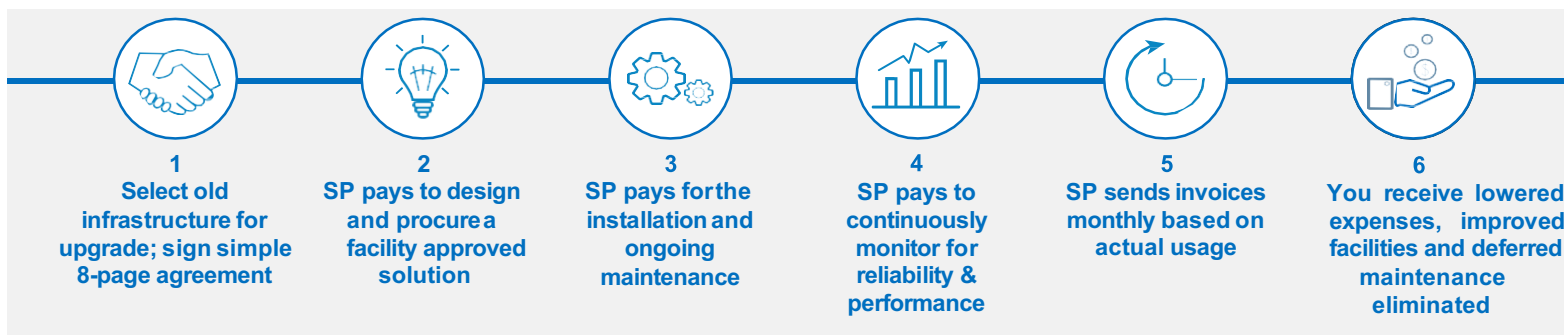 1
Select old
infrastructure for
upgrade; sign simple
8-page agreement
2
SP pays to design
and procure a
facility approved
solution
3
SP pays for the
installation and
ongoing
maintenance
4
SP pays to
continuously
monitor for
reliability &
performance
5
SP sends invoices
monthly based on
actual usage
6
You receive lowered
expenses, improved
facilities and deferred
maintenance
eliminated